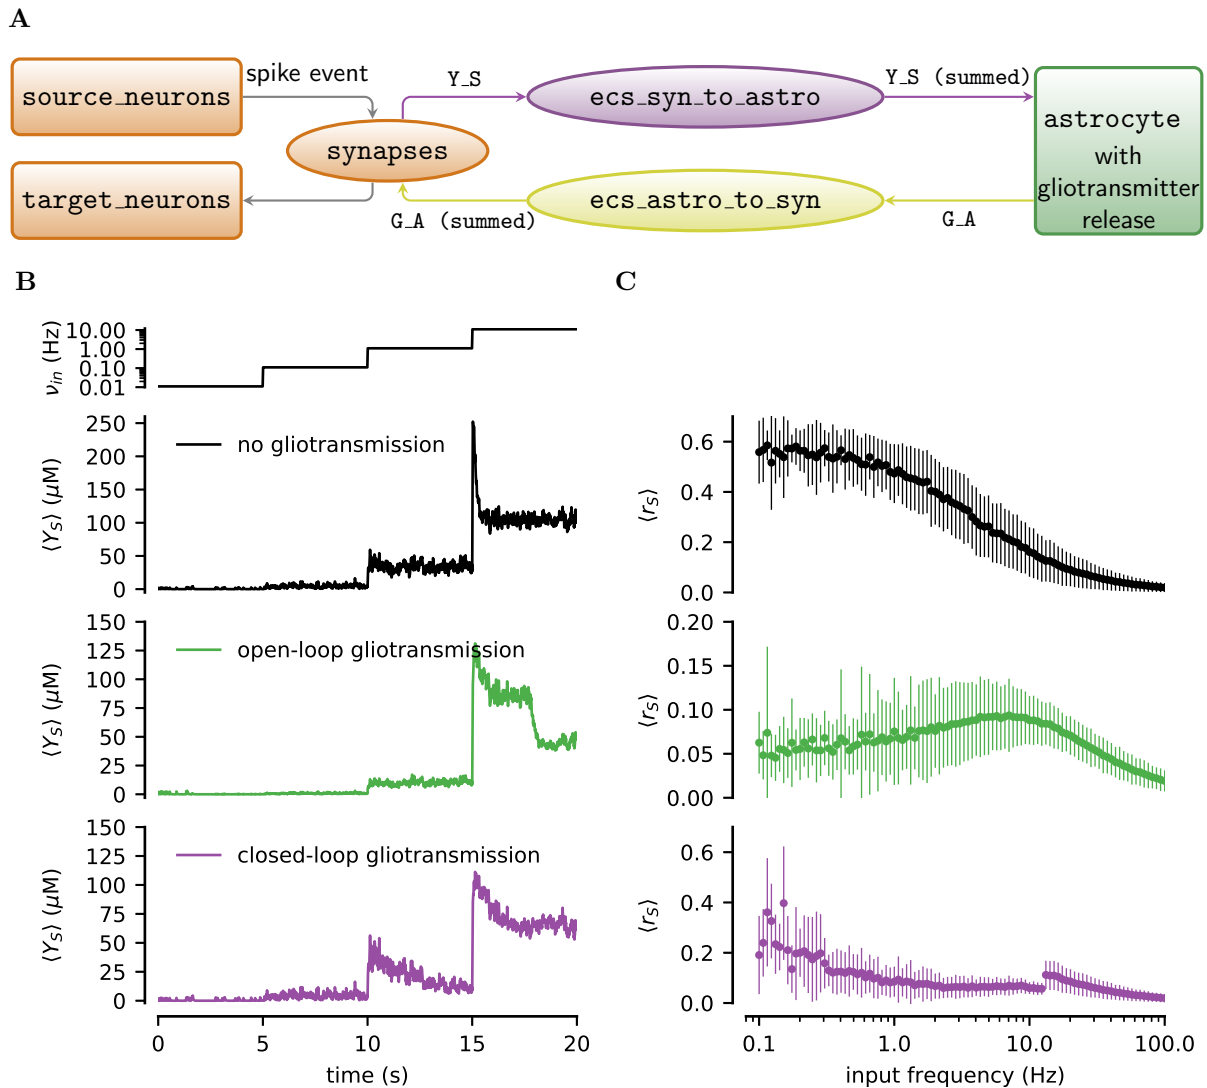 A
source_neurons
spike event
Y_S
ecs_syn_to_astro
Y_S (summed)
astrocyte
with
gliotransmitter
release
synapses
target_neurons
G_A (summed)
ecs_astro_to_syn
G_A
B
C
ν_in (Hz)
10.00
1.00
0.10
0.01
⟨Y_S⟩ (μM)
250
200
150
100
50
0
no gliotransmission
⟨r_S⟩
0.6
0.4
0.2
0.0
⟨Y_S⟩ (μM)
150
125
100
75
50
25
0
open-loop gliotransmission
⟨r_S⟩
0.20
0.15
0.10
0.05
0.00
⟨Y_S⟩ (μM)
150
125
100
75
50
25
0
closed-loop gliotransmission
⟨r_S⟩
0.6
0.4
0.2
0.0
0 5 10 15 20
time (s)
0.1 1.0 10.0 100.0
input frequency (Hz)